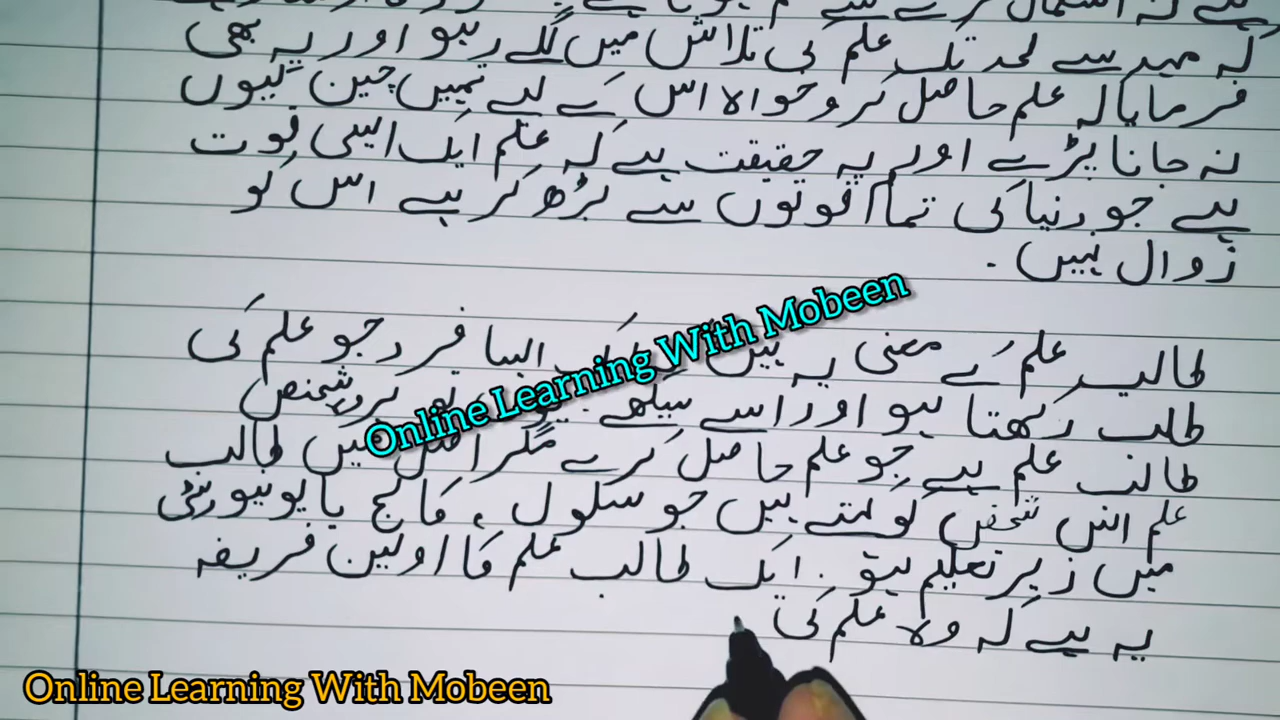 کہ مہد سے لحد تک علم کی تلاش میں لگے رہو اور یہ بھی
فرمایا کہ علم حاصل کرو خواہ اس کے لیے تمہیں چین کیوں
نہ جانا پڑے اور یہ حقیقت ہے کہ علم ایک ایسی قوت
ہے جو دنیا کی تمام قوتوں سے بڑھ کر ہے اس کو
زوال نہیں ۔
طالب علم کے معنی یہ ہیں ایسا فرد جو علم کی
طلب رکھتا ہو اور اسے سیکھے ۔ ہر وہ شخص
طالب علم ہے جو علم حاصل کرے مگر اصل میں طالب
علم اس شخص کو کہتے ہیں جو سکول ، کالج یا یونیورسٹی
میں زیر تعلیم ہو ۔ ایک طالب علم کا اولین فریضہ
یہ ہے کہ وہ علم کی
Online Learning With Mobeen
Online Learning With Mobeen